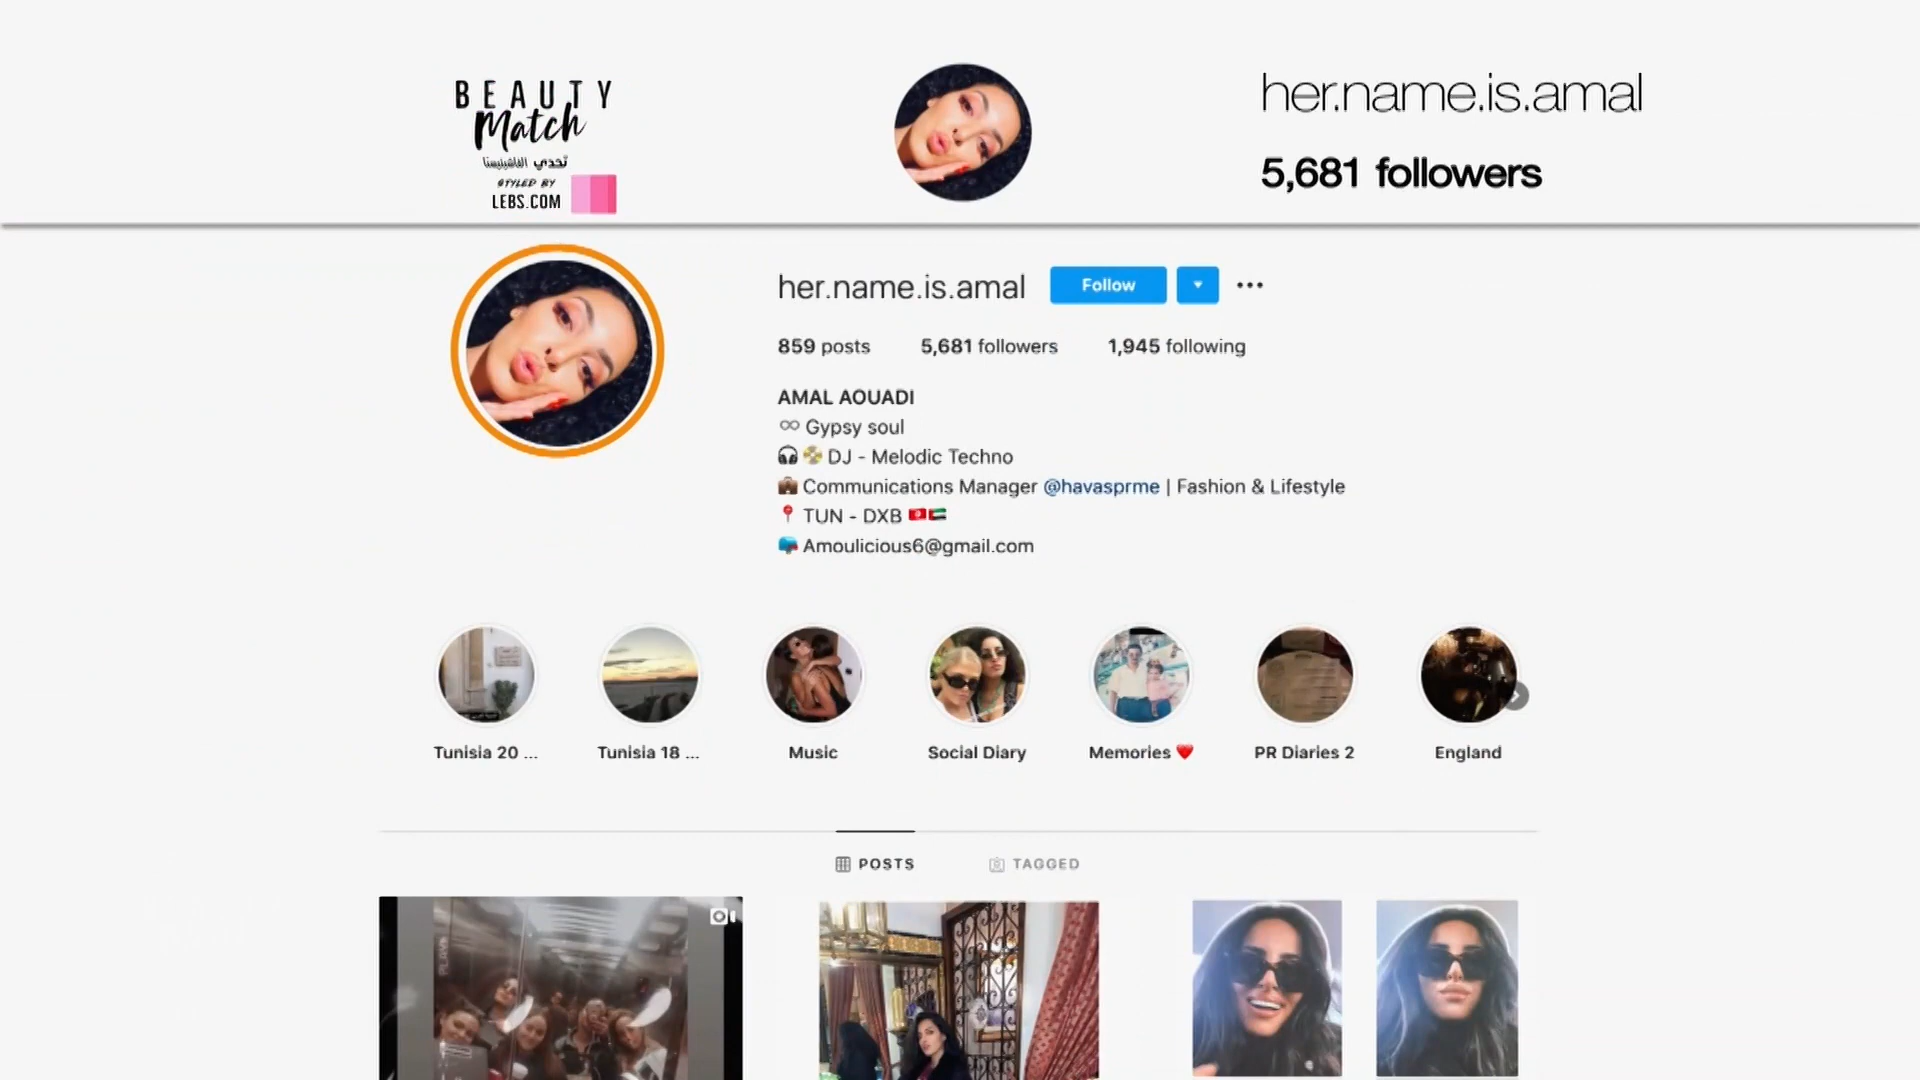 BEAUTY
Match
تحدي
STYLED BY
LEBS.COM
her.name.is.amal
5,681 followers
her.name.is.amal
Follow
859 posts 5,681 followers 1,945 following
AMAL AOUADI
∞ Gypsy soul
🎧 📀 DJ - Melodic Techno
💼 Communications Manager @havasprme | Fashion & Lifestyle
📍 TUN - DXB 🇹🇳🇦🇪
📪 Amoulicious6@gmail.com
Tunisia 20 ... Tunisia 18 ... Music Social Diary Memories ❤️ PR Diaries 2 England
POSTS TAGGED